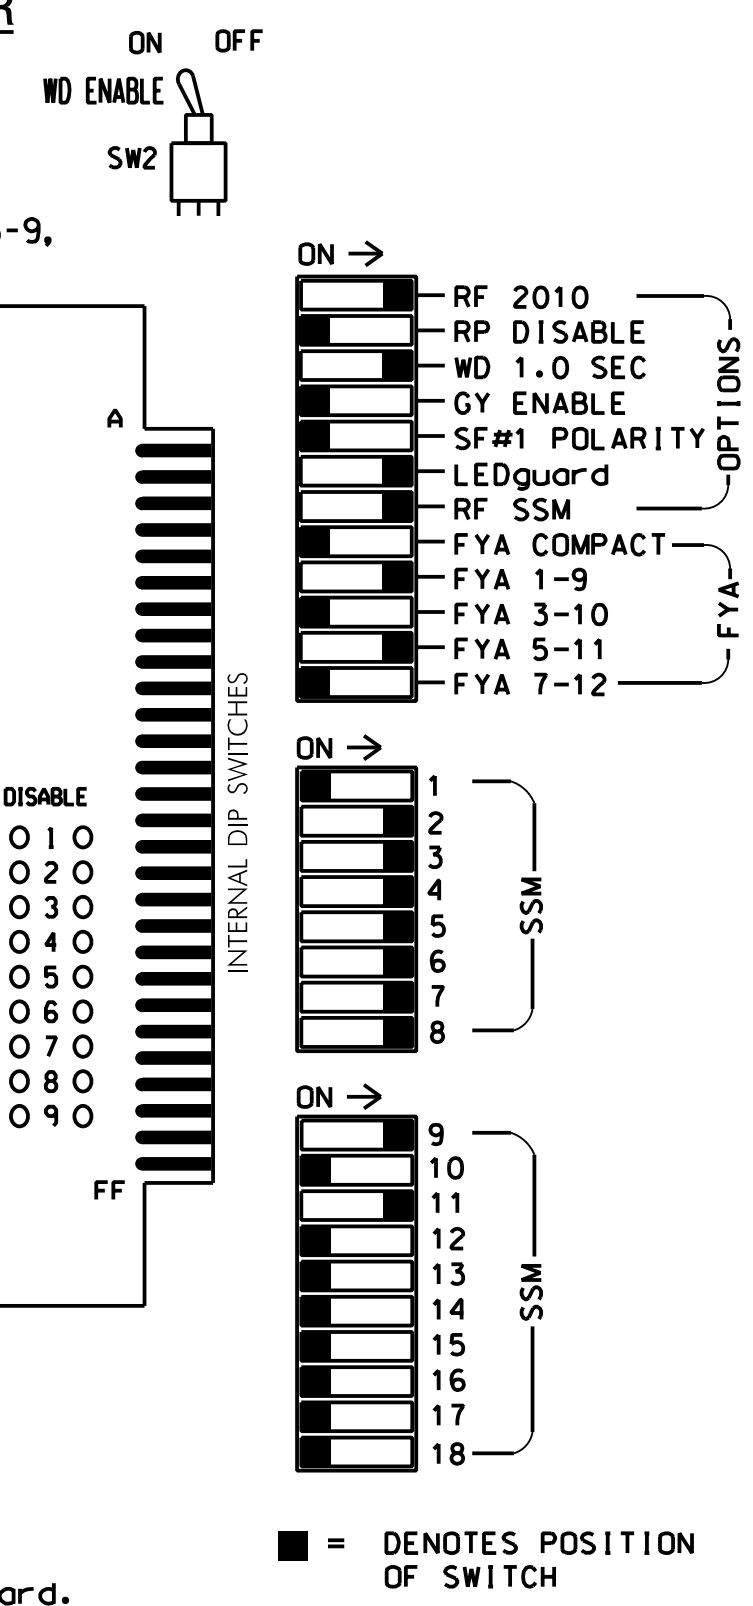 R
ON OFF
WD ENABLE
SW2
-9,
ON
RF 2010
RP DISABLE
WD 1.0 SEC
GY ENABLE
SF#1 POLARITY
LEDguard
RF SSM
OPTIONS
FYA COMPACT
FYA 1-9
FYA 3-10
FYA 5-11
FYA 7-12
FYA
A
FF
INTERNAL DIP SWITCHES
DISABLE
1
2
3
4
5
6
7
8
9
ON
1
2
3
4
5
6
7
8
SSM
ON
9
10
11
12
13
14
15
16
17
18
SSM
= DENOTES POSITION
OF SWITCH
ard.